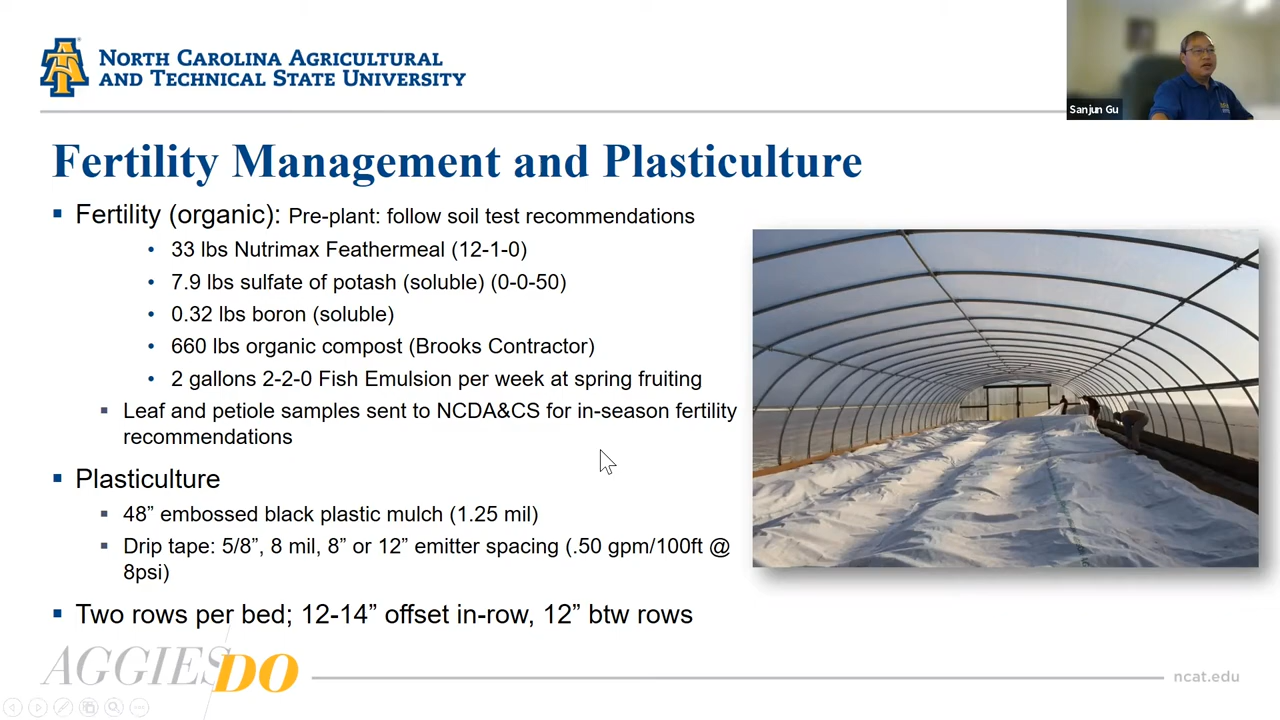 NORTH CAROLINA AGRICULTURAL
AND TECHNICAL STATE UNIVERSITY
Sanjun Gu
Fertility Management and Plasticulture
▪ Fertility (organic): Pre-plant: follow soil test recommendations
• 33 lbs Nutrimax Feathermeal (12-1-0)
• 7.9 lbs sulfate of potash (soluble) (0-0-50)
• 0.32 lbs boron (soluble)
• 660 lbs organic compost (Brooks Contractor)
• 2 gallons 2-2-0 Fish Emulsion per week at spring fruiting
▪ Leaf and petiole samples sent to NCDA&CS for in-season fertility
recommendations
▪ Plasticulture
▪ 48” embossed black plastic mulch (1.25 mil)
▪ Drip tape: 5/8”, 8 mil, 8” or 12” emitter spacing (.50 gpm/100ft @
8psi)
▪ Two rows per bed; 12-14” offset in-row, 12” btw rows
AGGIES DO
ncat.edu